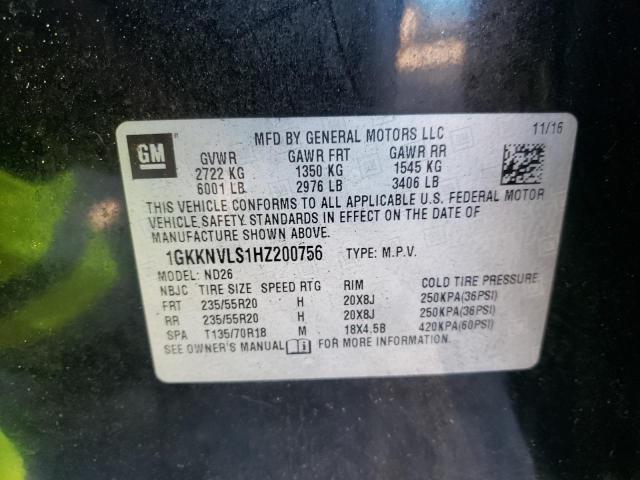 GM
MFD BY GENERAL MOTORS LLC 11/16
GVWR GAWR FRT GAWR RR
2722 KG 1350 KG 1545 KG
6001 LB 2976 LB 3406 LB
THIS VEHICLE CONFORMS TO ALL APPLICABLE U.S. FEDERAL MOTOR
VEHICLE SAFETY STANDARDS IN EFFECT ON THE DATE OF
MANUFACTURE SHOWN ABOVE.
1GKKNVLS1HZ200756 TYPE: M.P.V.
MODEL: ND26
NBJC TIRE SIZE SPEED RTG RIM COLD TIRE PRESSURE
FRT 235/55R20 H 20X8J 250KPA(36PSI)
RR 235/55R20 H 20X8J 250KPA(36PSI)
SPA T135/70R18 M 18X4.5B 420KPA(60PSI)
SEE OWNER'S MANUAL FOR MORE INFORMATION.